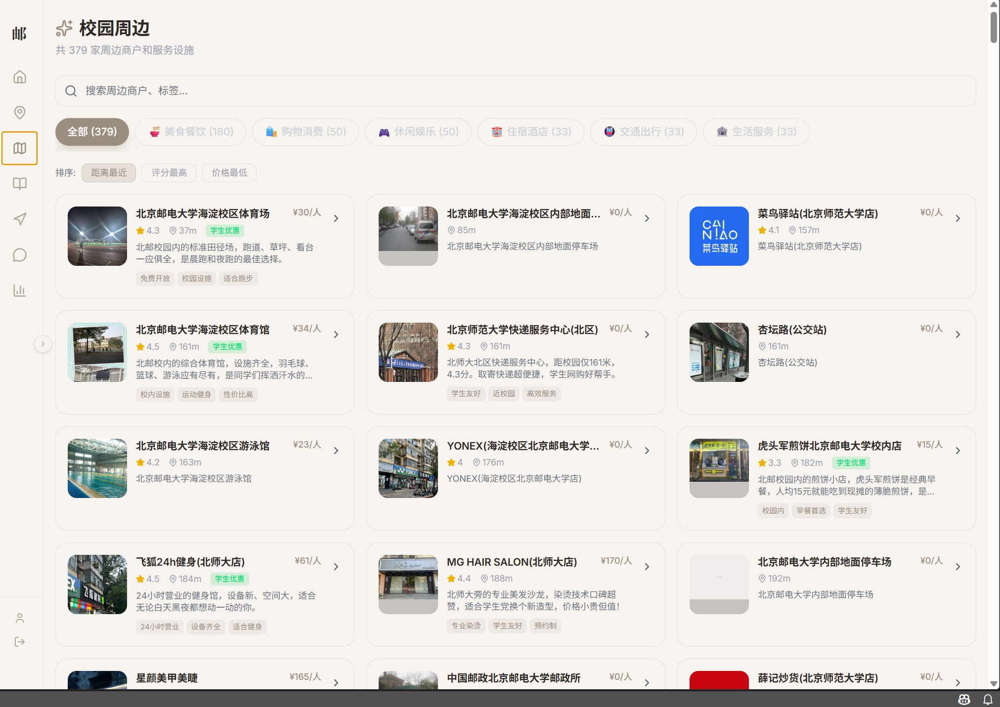 邮
校园周边
共 379 家周边商户和服务设施
搜索周边商户、标签...
全部 (379)
美食餐饮 (180)
购物消费 (50)
休闲娱乐 (50)
住宿酒店 (33)
交通出行 (33)
生活服务 (33)
排序:
距离最近
评分最高
价格最低
北京邮电大学海淀校区体育场
¥30/人
4.3
37m
学生优惠
北邮校园内的标准田径场，跑道、草坪、看台
一应俱全，是晨跑和夜跑的最佳选择。
免费开放
校园设施
适合跑步
北京邮电大学海淀校区内部地面...
¥0/人
85m
北京邮电大学海淀校区内部地面停车场
CAI
NIAO
菜鸟驿站
菜鸟驿站(北京师范大学店)
¥0/人
4.1
157m
菜鸟驿站(北京师范大学店)
北京邮电大学海淀校区体育馆
¥34/人
4.5
161m
学生优惠
北邮校内的综合体育馆，设施齐全，羽毛球、
篮球、游泳应有尽有，是同学们挥洒汗水的...
校内设施
运动健身
性价比高
北京师范大学快递服务中心(北区)
¥0/人
4.3
161m
北师大北区快递服务中心，距校园仅161米，
4.3分。取寄快递超便捷，学生网购好帮手。
学生友好
近校园
高效服务
杏坛路(公交站)
¥0/人
161m
杏坛路(公交站)
北京邮电大学海淀校区游泳馆
¥23/人
4.2
163m
北京邮电大学海淀校区游泳馆
YONEX
YONEX(海淀校区北京邮电大学...
¥0/人
4
176m
YONEX(海淀校区北京邮电大学店)
虎头军煎饼北京邮电大学校内店
¥15/人
3.3
182m
学生优惠
北邮校园内的煎饼小店，虎头军煎饼是经典早
餐，人均15元就能吃到现摊的薄脆煎饼，是...
校园内
早餐首选
学生友好
EX.
飞狐健身
飞狐24h健身(北师大店)
¥61/人
4.5
184m
学生优惠
24小时营业的健身馆，设备新、空间大，适合
无论白天黑夜都想动一动的你。
24小时营业
设备齐全
适合健身
MG HAIR SALON(北师大店)
¥170/人
4.4
188m
北师大旁的专业美发沙龙，染烫技术口碑超
赞，适合学生党换个新造型，价格小贵但值！
专业染烫
学生友好
预约制
北京邮电大学内部地面停车场
¥0/人
192m
北京邮电大学内部地面停车场
星颜美甲美睫
¥165/人
中国邮政北京邮电大学邮政所
¥0/人
薛记炒货(北京师范大学店)
¥0/人